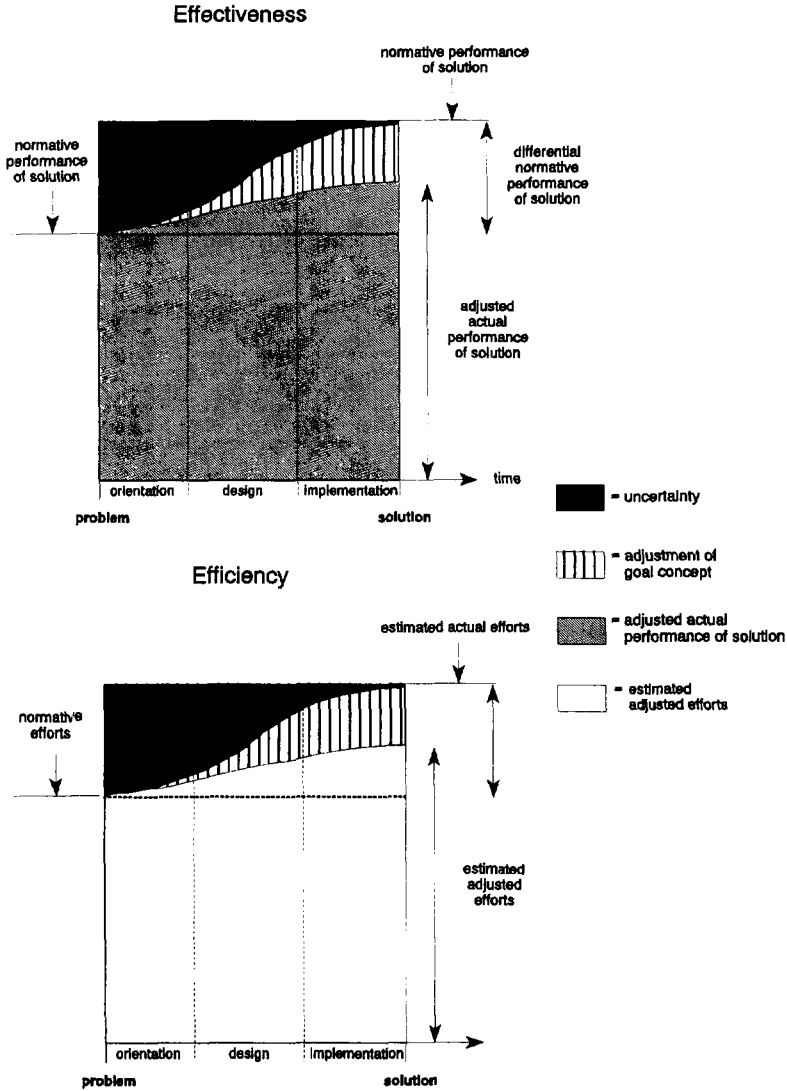 Effectiveness
normative performance
of solution
normative
performance
of solution
differential
normative
performance
of solution
adjusted
actual
performance
of solution
time
orientation
design
implementation
problem
solution
= uncertainty
= adjustment of
goal concept
= adjusted actual
performance of solution
= estimated
adjusted efforts
Efficiency
estimated actual efforts
normative
efforts
estimated
adjusted
efforts
orientation
design
implementation
problem
solution